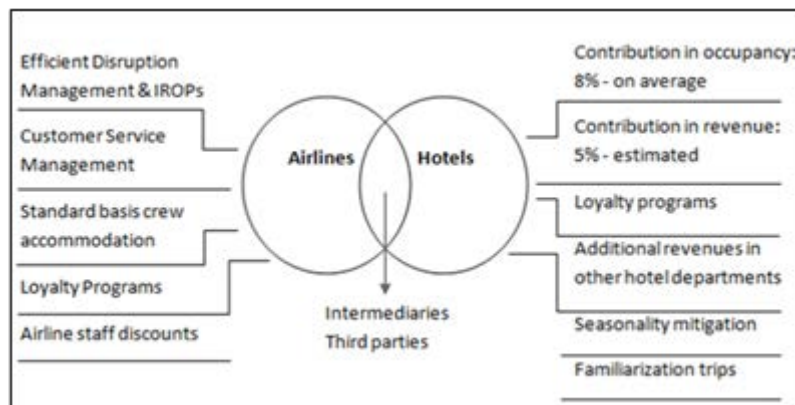 Efficient Disruption
Management & IROPs
Customer Service
Management
Standard basis crew
accommodation
Loyalty Programs
Airline staff discounts
Airlines
Hotels
Intermediaries
Third parties
Contribution in occupancy:
8% - on average
Contribution in revenue:
5% - estimated
Loyalty programs
Additional revenues in
other hotel departments
Seasonality mitigation
Familiarization trips